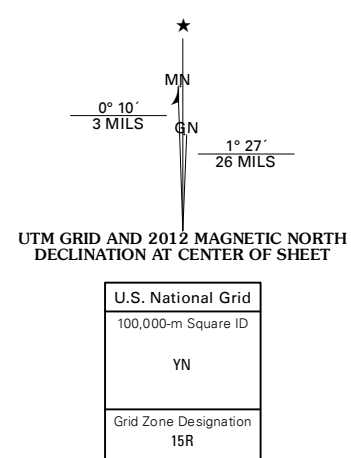 MN
0° 10´
3 MILS
GN
1° 27´
26 MILS
UTM GRID AND 2012 MAGNETIC NORTH
DECLINATION AT CENTER OF SHEET
U.S. National Grid
100,000-m Square ID
YN
Grid Zone Designation
15R